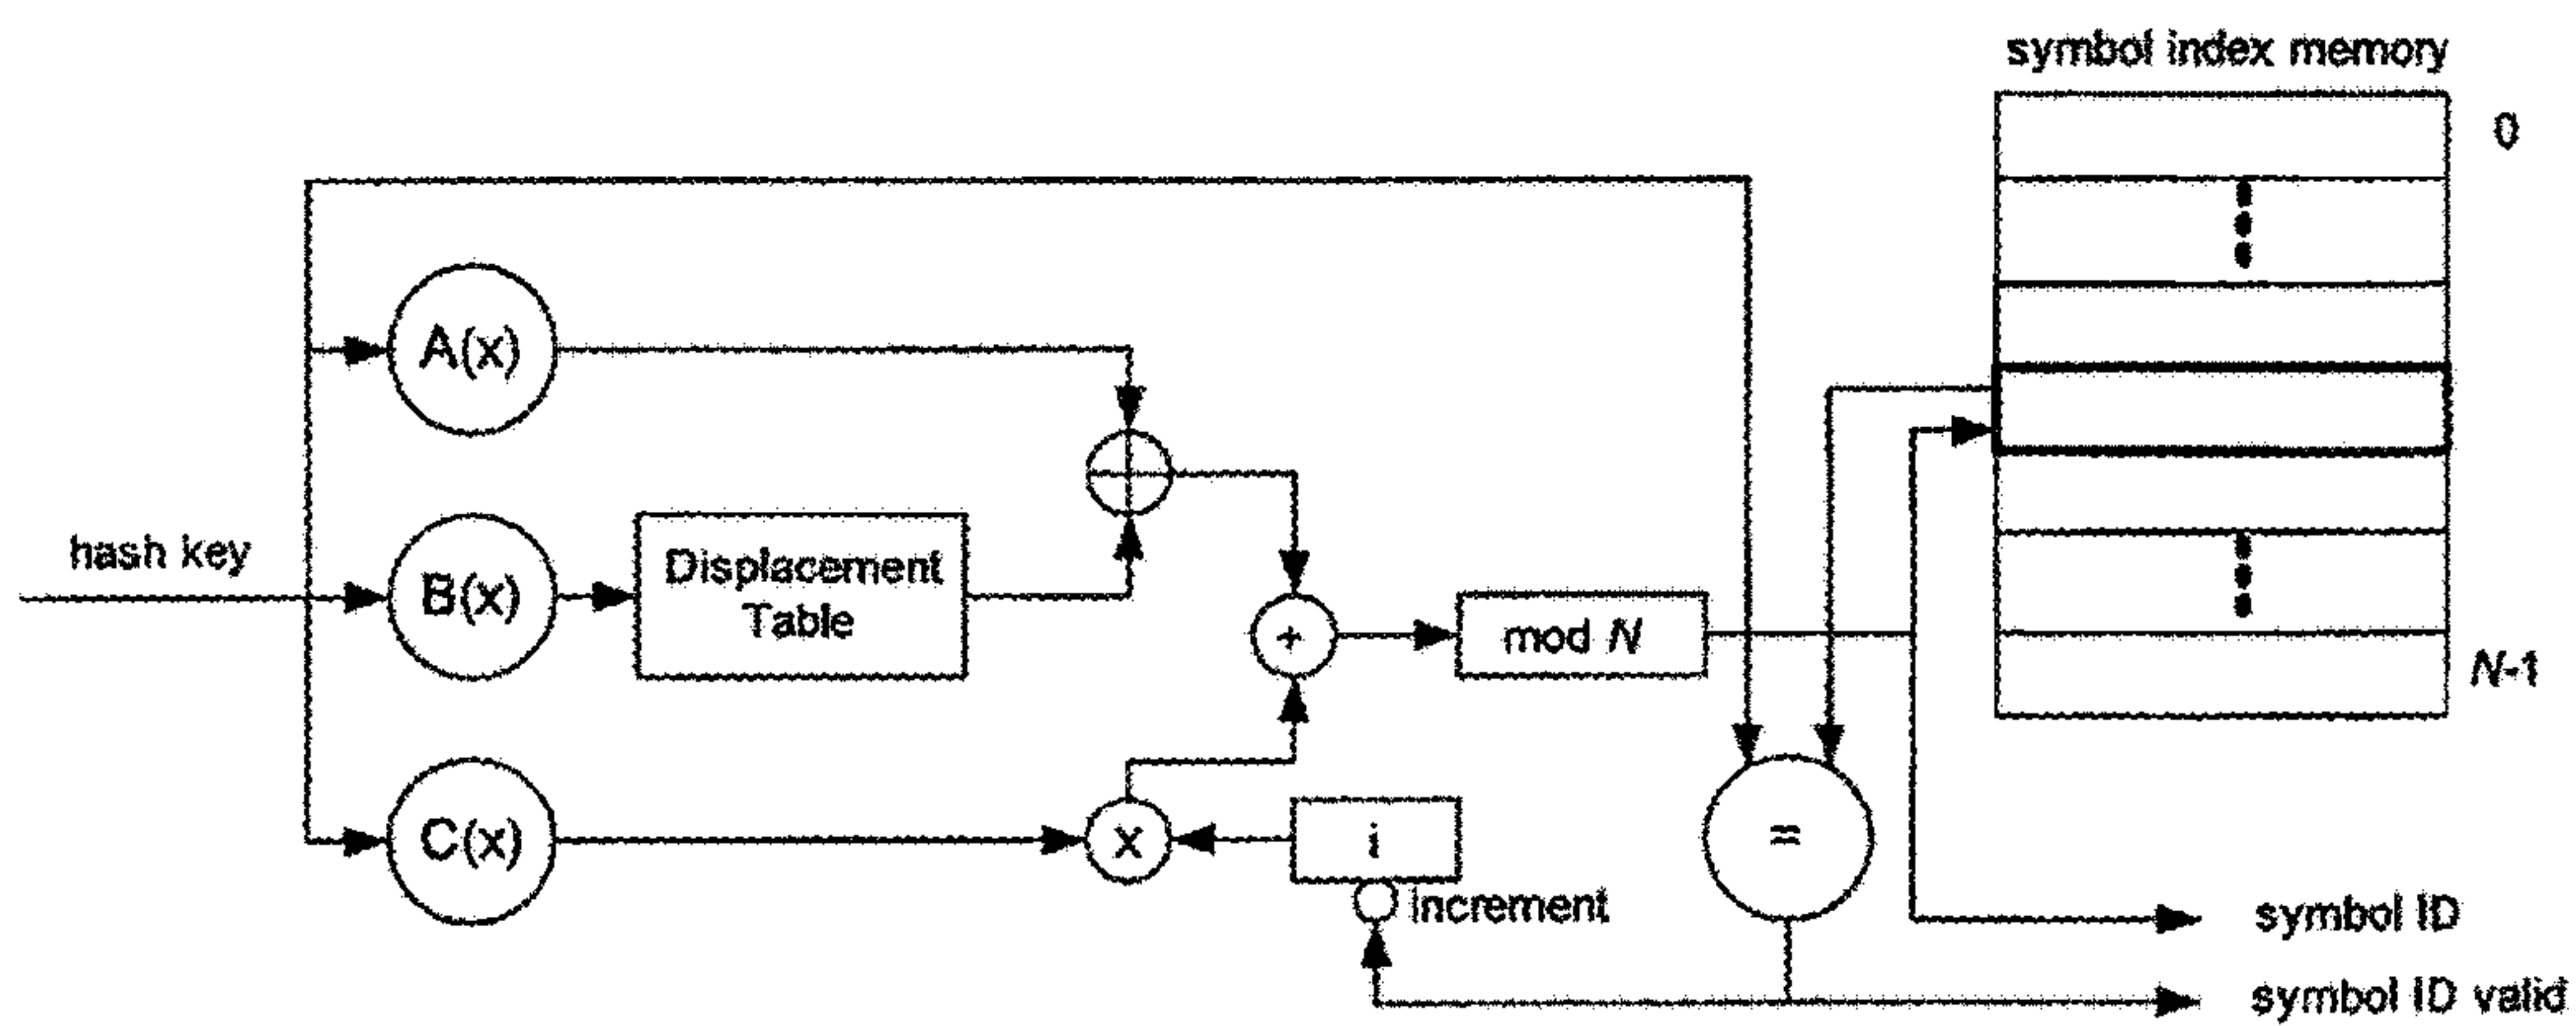 symbol index memory
0
A(x)
hash key
B(x)
Displacement
Table
C(x)
+
mod N
N-1
x
i
increment
=
symbol ID
symbol ID valid